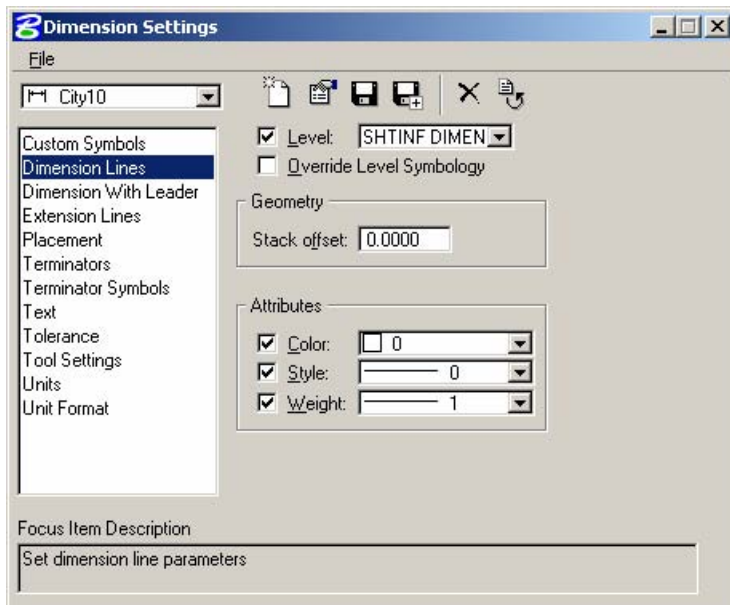 Dimension Settings
File
City10
Custom Symbols
Dimension Lines
Dimension With Leader
Extension Lines
Placement
Terminators
Terminator Symbols
Text
Tolerance
Tool Settings
Units
Unit Format
Level: SHTINF DIMEN
Override Level Symbology
Geometry
Stack offset: 0.0000
Attributes
Color: 0
Style: 0
Weight: 1
Focus Item Description
Set dimension line parameters